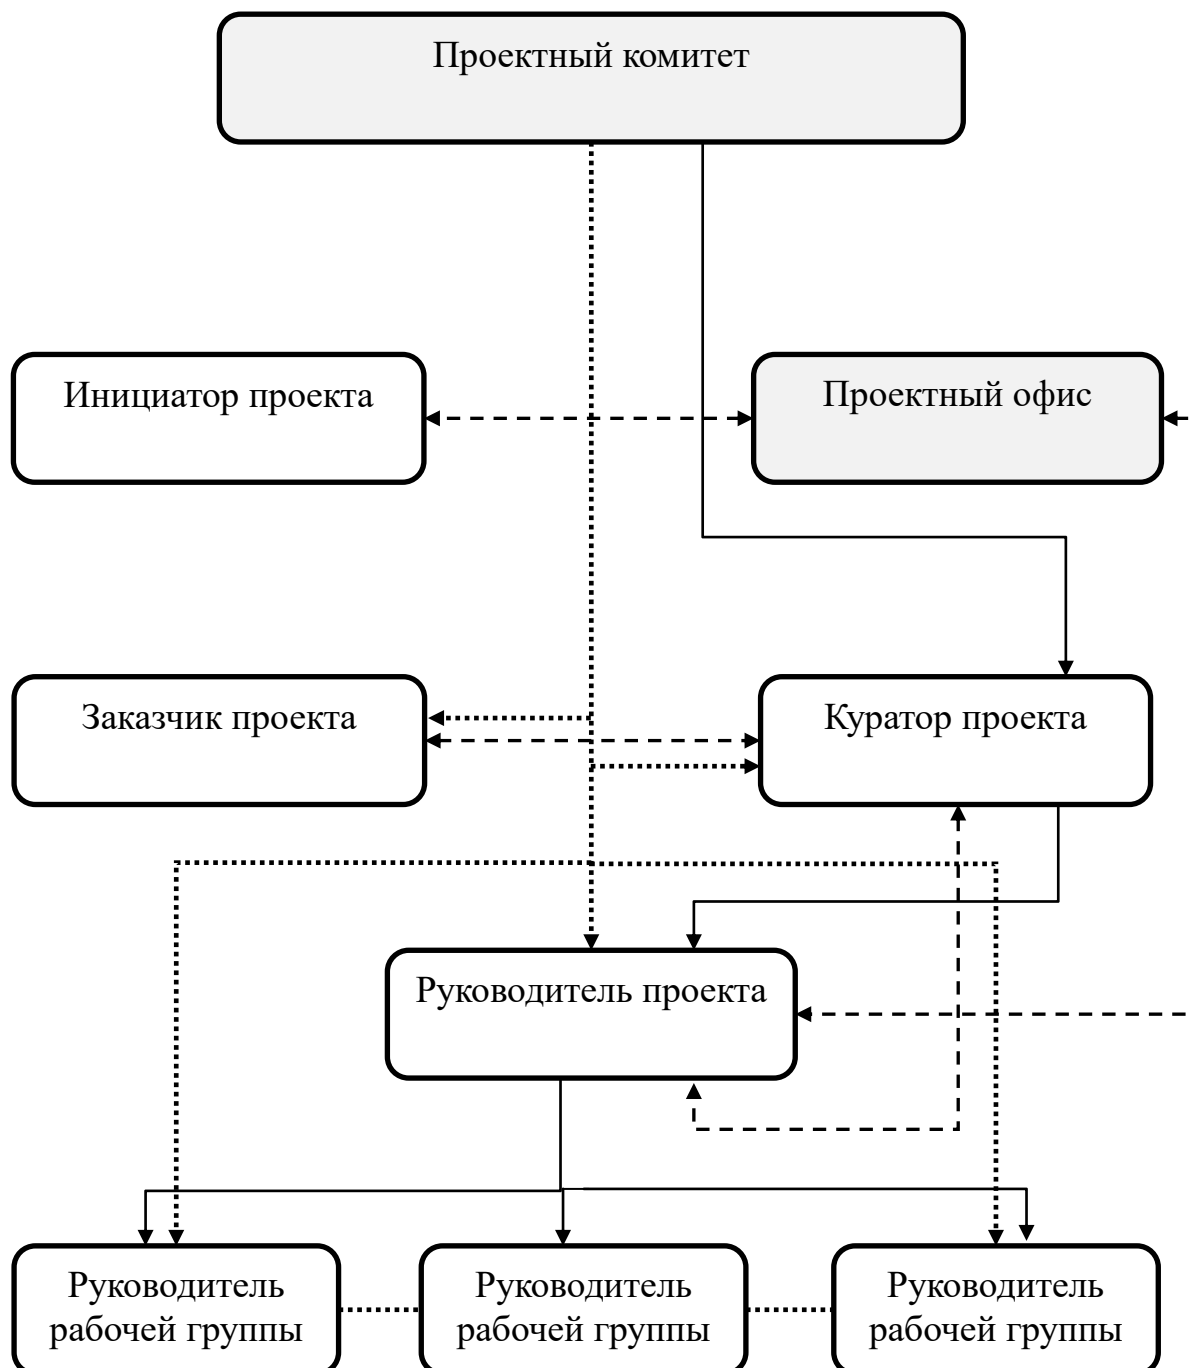 Проектный комитет
Инициатор проекта
Проектный офис
Заказчик проекта
Куратор проекта
Руководитель проекта
Руководитель
рабочей группы
Руководитель
рабочей группы
Руководитель
рабочей группы